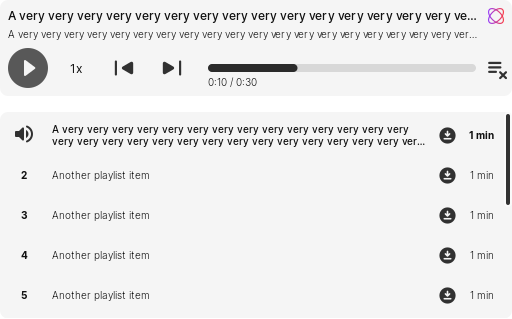 A very very very very very very very very very very very very very very very ve...
A very very very very very very very very very very very very very very very very very very very ver...
1x
0:10 / 0:30
A very very very very very very very very very very very very very very
very very very very very very very very very very very very very very ver...
1 min
2 Another playlist item 1 min
3 Another playlist item 1 min
4 Another playlist item 1 min
5 Another playlist item 1 min